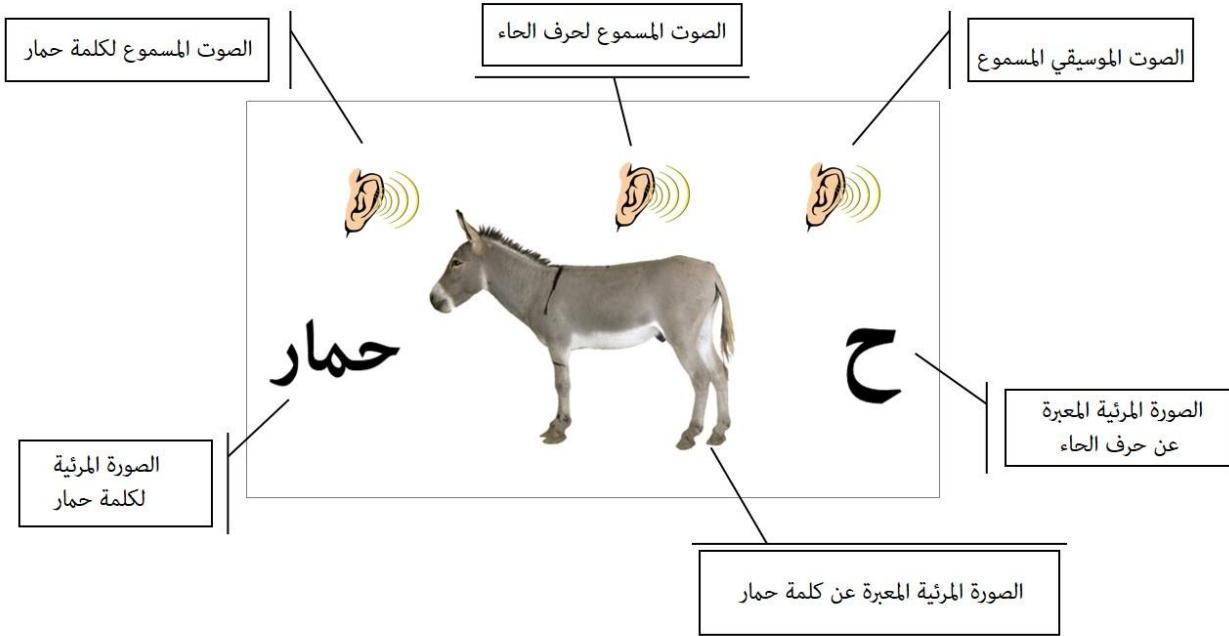 الصوت الموسيقي المسموع
الصوت المسموع لحرف الحاء
الصوت المسموع لكلمة حمار
ح
حمار
الصورة المرئية المعبرة
عن حرف الحاء
الصورة المرئية
لكلمة حمار
الصورة المرئية المعبرة عن كلمة حمار